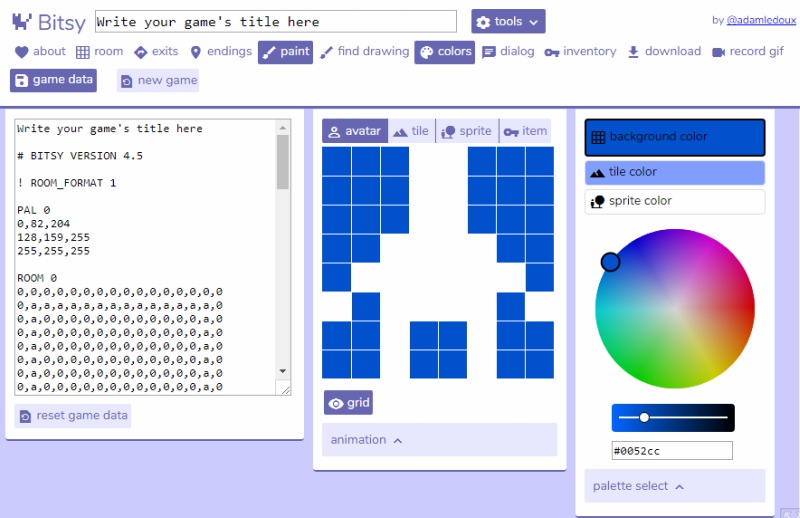 Bitsy
Write your game's title here
tools
by @adamledoux
about room exits endings paint find drawing colors dialog inventory download record gif
game data new game
Write your game's title here
# BITSY VERSION 4.5
! ROOM_FORMAT 1
PAL 0
0,82,204
128,159,255
255,255,255
ROOM 0
0,0,0,0,0,0,0,0,0,0,0,0,0,0,0,0
0,a,a,a,a,a,a,a,a,a,a,a,a,a,a,0
0,a,0,0,0,0,0,0,0,0,0,0,0,0,a,0
0,a,0,0,0,0,0,0,0,0,0,0,0,0,a,0
0,a,0,0,0,0,0,0,0,0,0,0,0,0,a,0
0,a,0,0,0,0,0,0,0,0,0,0,0,0,a,0
0,a,0,0,0,0,0,0,0,0,0,0,0,0,a,0
0,a,0,0,0,0,0,0,0,0,0,0,0,0,a,0
reset game data
avatar tile sprite item
grid
animation
background color
tile color
sprite color
#0052cc
palette select